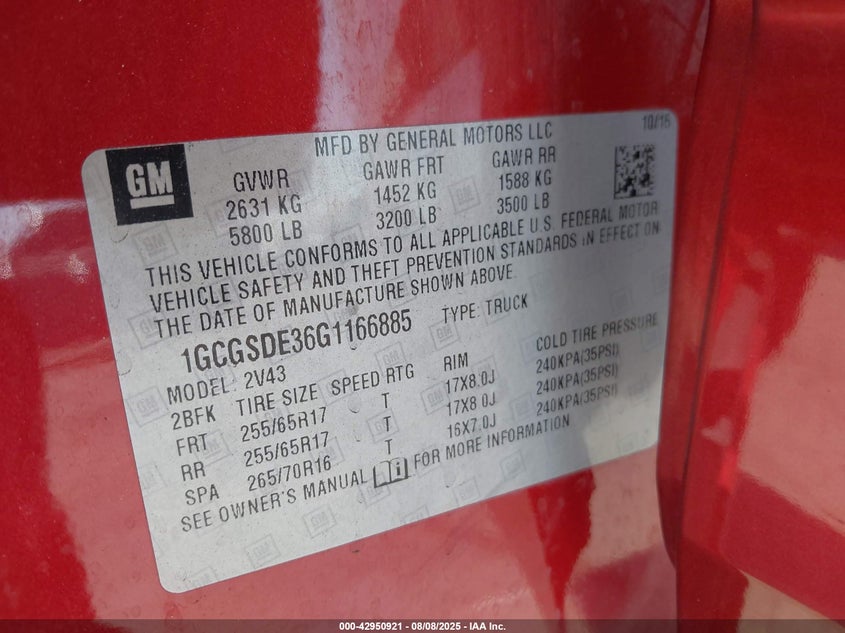 MFD BY GENERAL MOTORS LLC
10/15
GM
GVWR GAWR FRT GAWR RR
2631 KG 1452 KG 1588 KG
5800 LB 3200 LB 3500 LB
THIS VEHICLE CONFORMS TO ALL APPLICABLE U.S. FEDERAL MOTOR
VEHICLE SAFETY AND THEFT PREVENTION STANDARDS IN EFFECT ON
THE DATE OF MANUFACTURE SHOWN ABOVE.
1GCGSDE36G1166885 TYPE: TRUCK
MODEL: 2V43
2BFK TIRE SIZE SPEED RTG RIM COLD TIRE PRESSURE
FRT 255/65R17 T 17X8.0J 240KPA(35PSI)
RR 255/65R17 T 17X8.0J 240KPA(35PSI)
SPA 265/70R16 T 16X7.0J 240KPA(35PSI)
SEE OWNER'S MANUAL FOR MORE INFORMATION
000-42950921 - 08/08/2025 - IAA Inc.